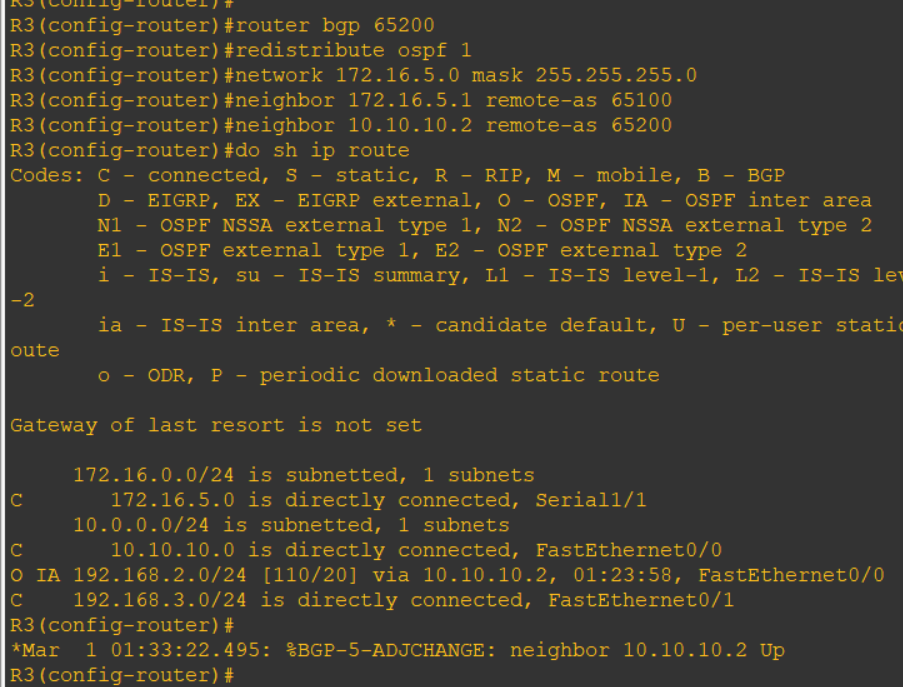 R3(config-router)#
R3(config-router)#router bgp 65200
R3(config-router)#redistribute ospf 1
R3(config-router)#network 172.16.5.0 mask 255.255.255.0
R3(config-router)#neighbor 172.16.5.1 remote-as 65100
R3(config-router)#neighbor 10.10.10.2 remote-as 65200
R3(config-router)#do sh ip route
Codes: C - connected, S - static, R - RIP, M - mobile, B - BGP
       D - EIGRP, EX - EIGRP external, O - OSPF, IA - OSPF inter area
       N1 - OSPF NSSA external type 1, N2 - OSPF NSSA external type 2
       E1 - OSPF external type 1, E2 - OSPF external type 2
       i - IS-IS, su - IS-IS summary, L1 - IS-IS level-1, L2 - IS-IS lev
-2
       ia - IS-IS inter area, * - candidate default, U - per-user static
oute
       o - ODR, P - periodic downloaded static route
Gateway of last resort is not set
     172.16.0.0/24 is subnetted, 1 subnets
C       172.16.5.0 is directly connected, Serial1/1
     10.0.0.0/24 is subnetted, 1 subnets
C       10.10.10.0 is directly connected, FastEthernet0/0
O IA 192.168.2.0/24 [110/20] via 10.10.10.2, 01:23:58, FastEthernet0/0
C    192.168.3.0/24 is directly connected, FastEthernet0/1
R3(config-router)#
*Mar  1 01:33:22.495: %BGP-5-ADJCHANGE: neighbor 10.10.10.2 Up
R3(config-router)#